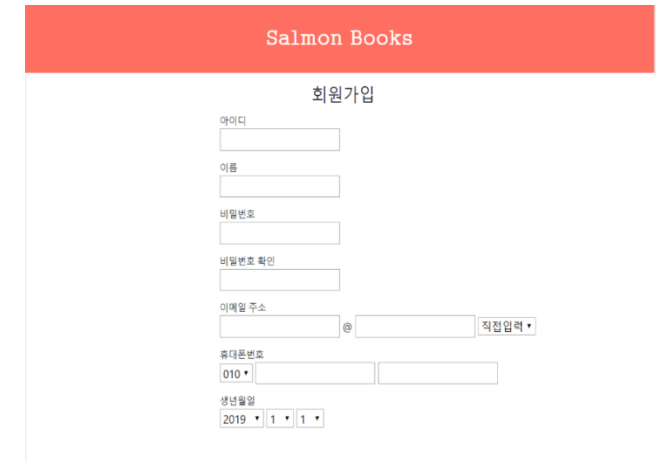 Salmon Books
회원가입
아이디
이름
비밀번호
비밀번호 확인
이메일 주소
@ 직접입력
휴대폰번호
010
생년월일
2019 1 1